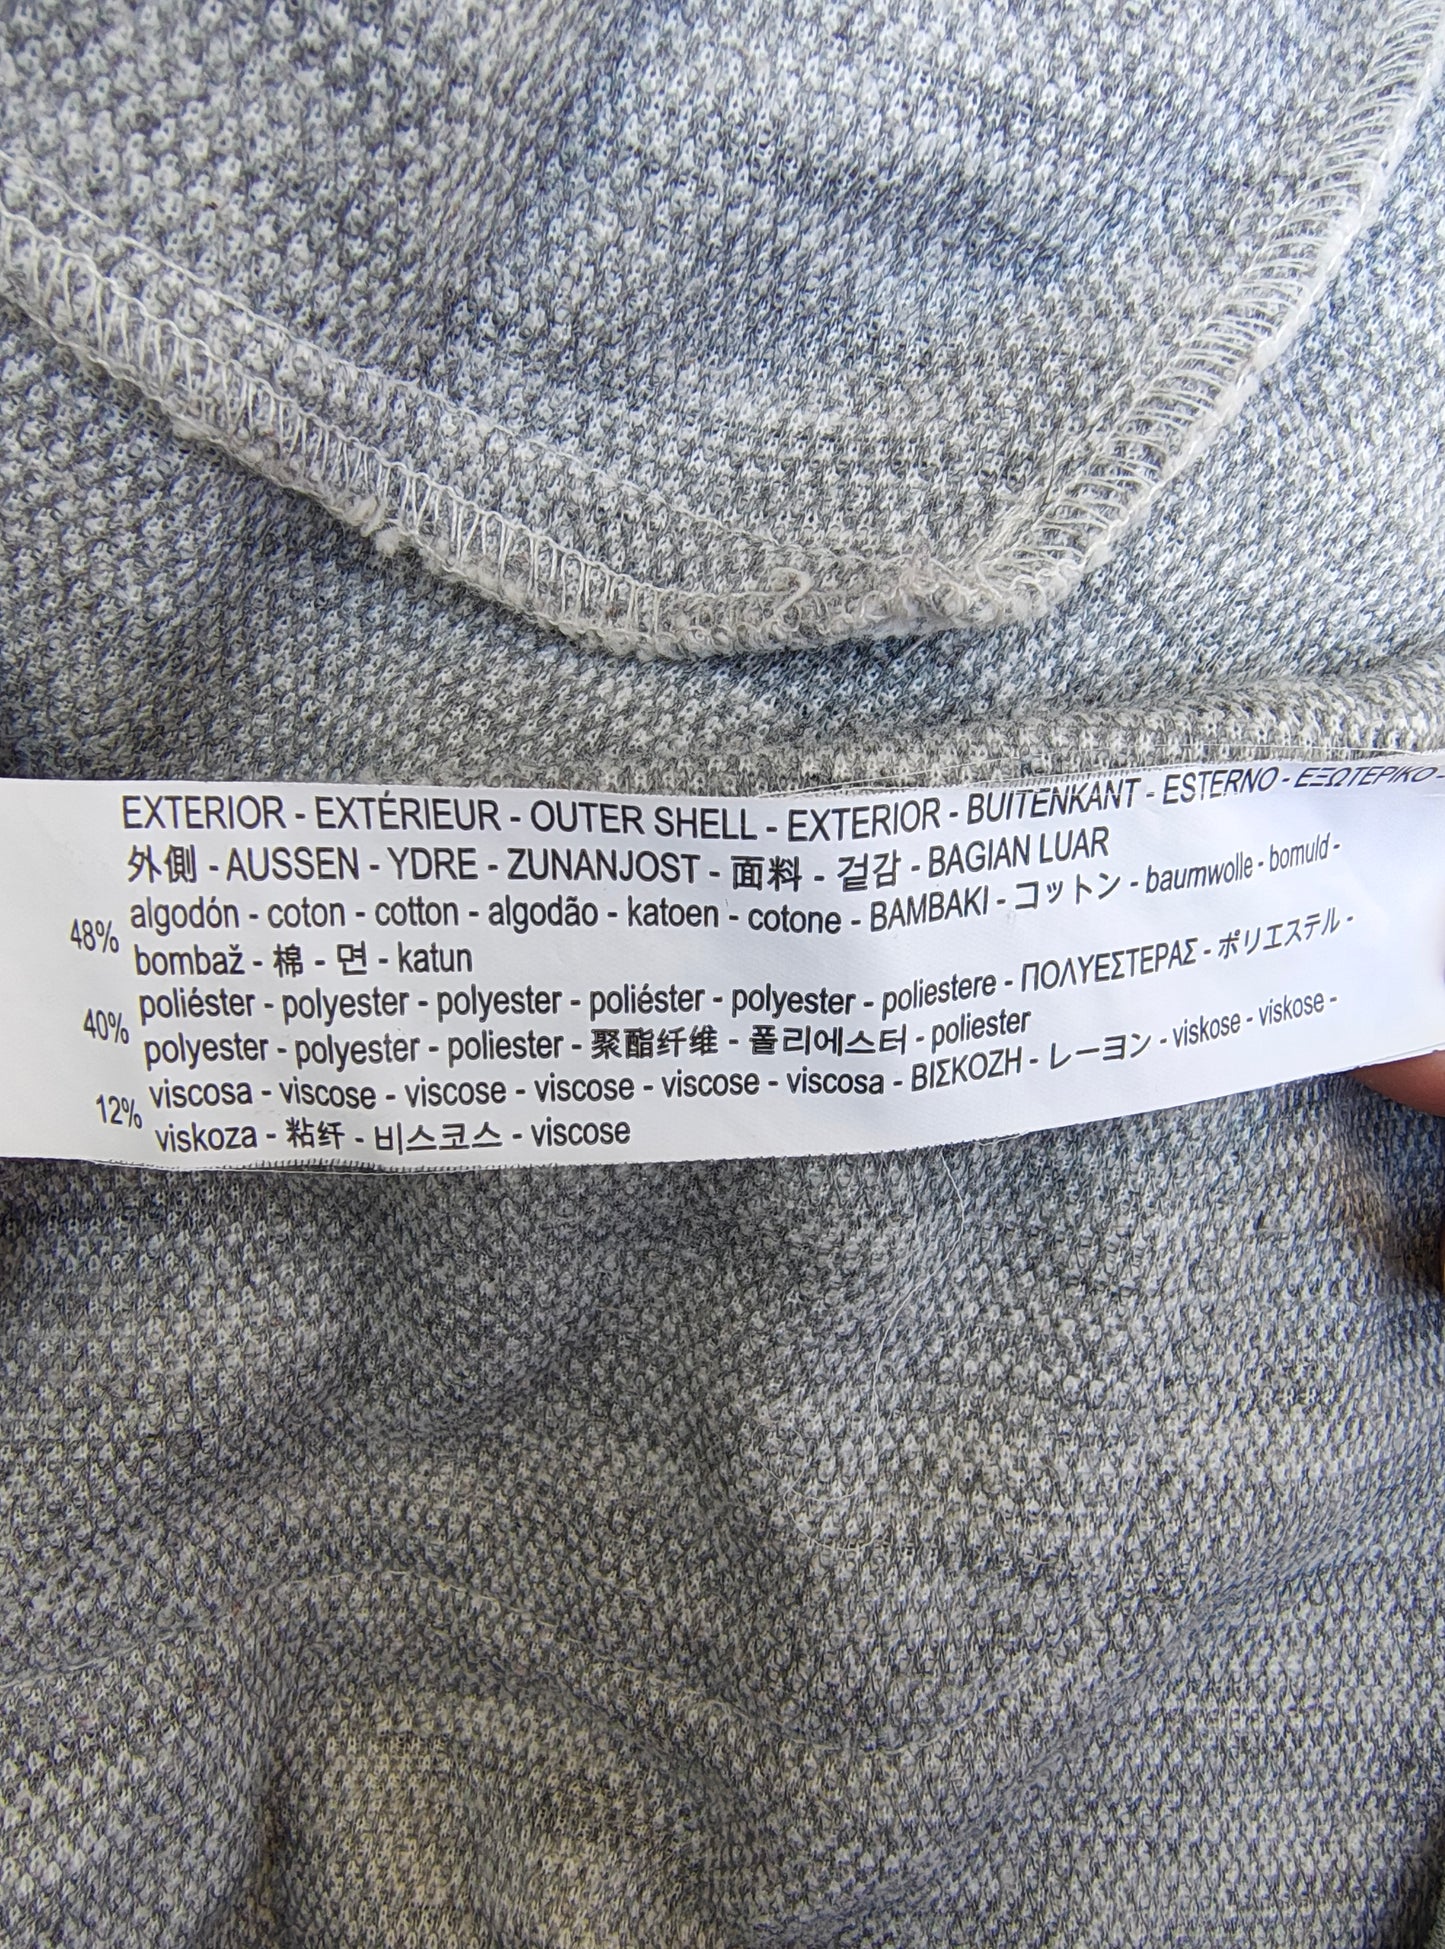 EXTERIOR - EXTÉRIEUR - OUTER SHELL - EXTERIOR - BUITENKANT - ESTERNO - ΕΞΩΤΕΡΙΚΟ -
外側 - AUSSEN - YDRE - ZUNANJOST - 面料 - 겉감 - BAGIAN LUAR
48% algodón - coton - cotton - algodão - katoen - cotone - BAMBAKI - コットン - baumwolle - bomuld -
bombaž - 棉 - 면 - katun
40% poliéster - polyester - polyester - poliéster - polyester - poliestere - ΠΟΛΥΕΣΤΕΡΑΣ - ポリエステル -
polyester - polyester - poliester - 聚酯纤维 - 폴리에스터 - poliester
12% viscosa - viscose - viscose - viscose - viscose - viscosa - ΒΙΣΚΟΖΗ - レーヨン - viskose - viskose -
viskoza - 粘纤 - 비스코스 - viscose